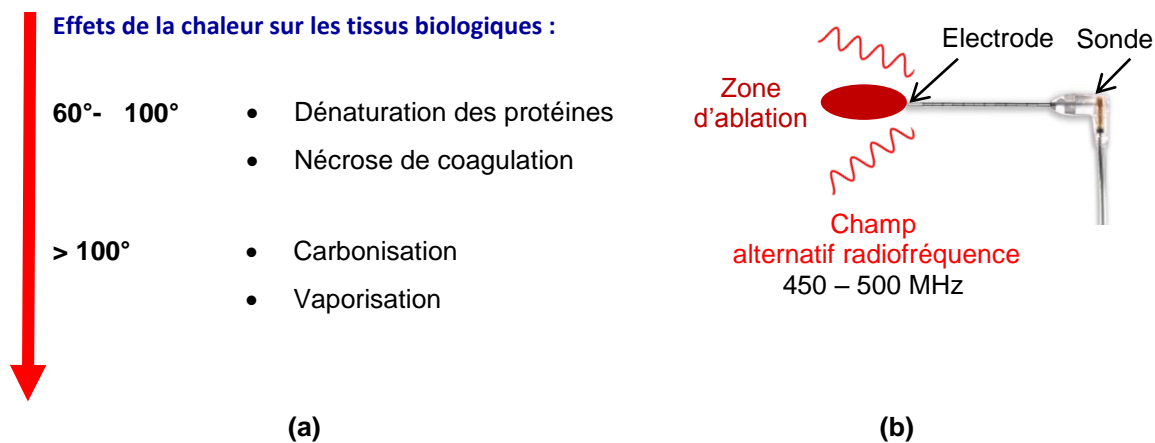 Effets de la chaleur sur les tissus biologiques :
60°- 100°
• Dénaturation des protéines
• Nécrose de coagulation
> 100°
• Carbonisation
• Vaporisation
(a)
Electrode Sonde
Zone
d’ablation
Champ
alternatif radiofréquence
450 – 500 MHz
(b)